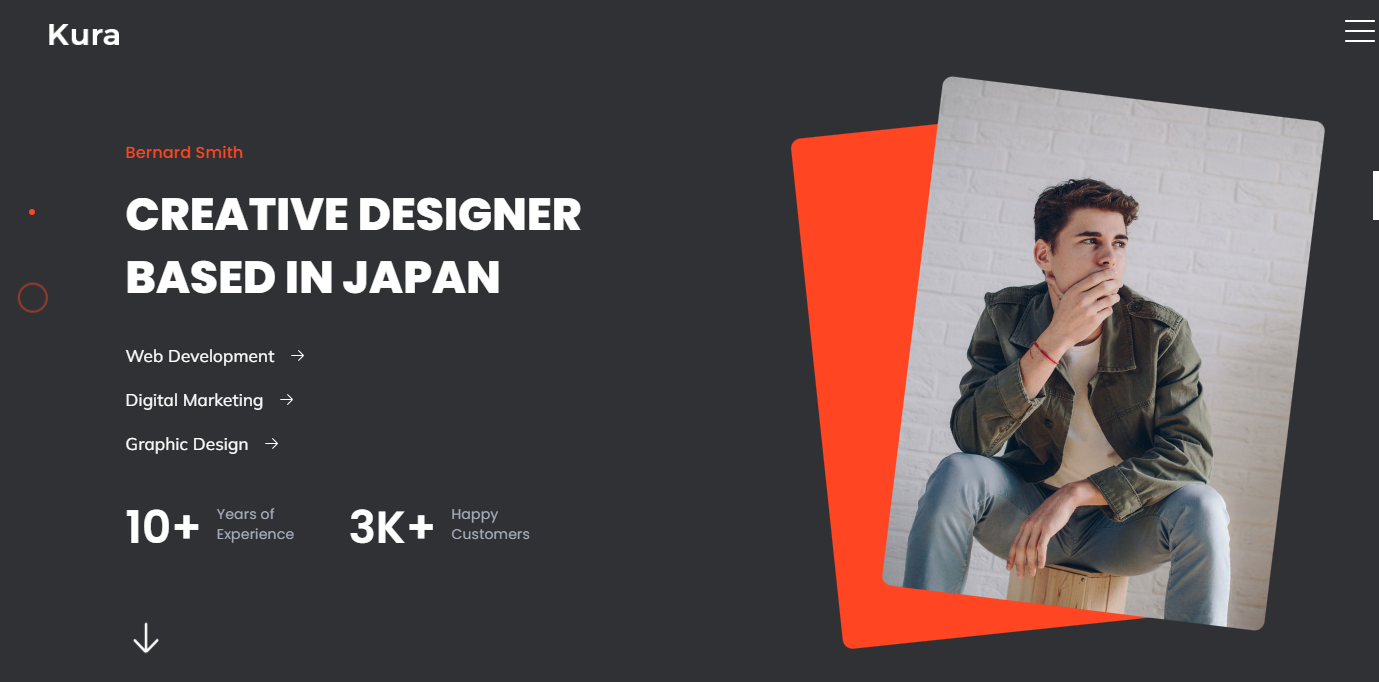 Kura
Bernard Smith
CREATIVE DESIGNER
BASED IN JAPAN
Web Development
Digital Marketing
Graphic Design
10+
Years of
Experience
3K+
Happy
Customers